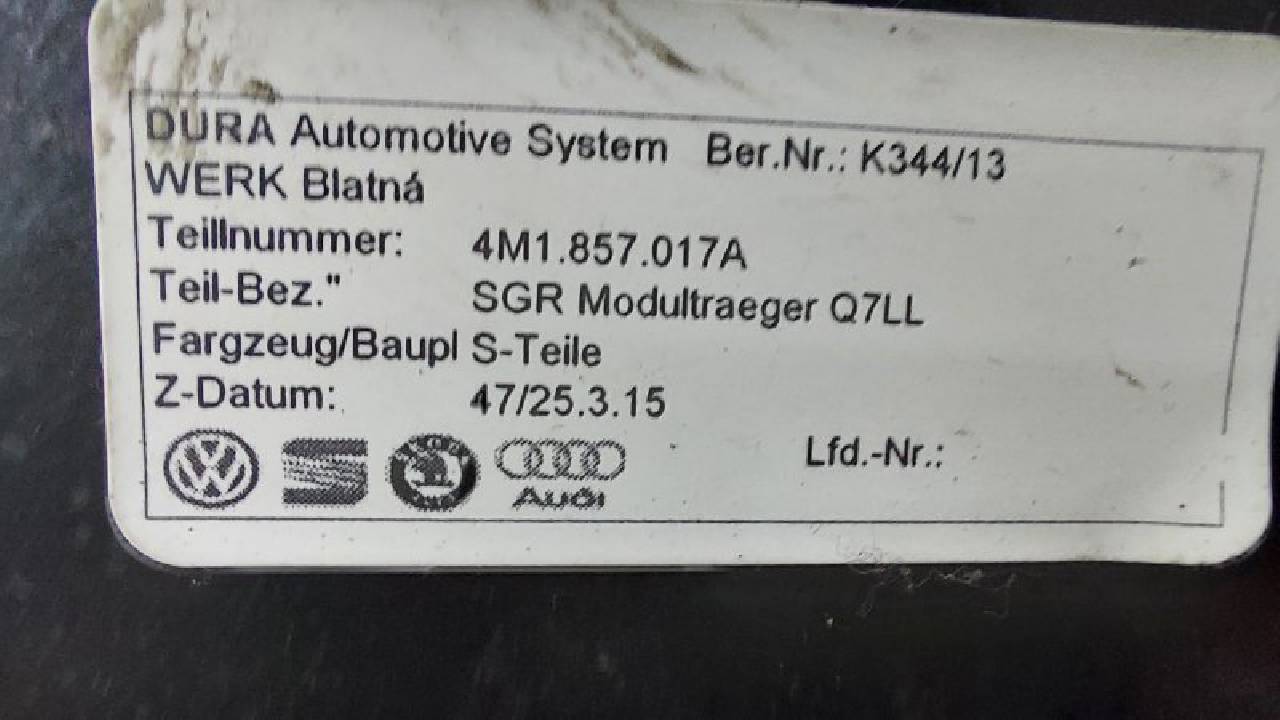 DURA Automotive System Ber.Nr.: K344/13
WERK Blatná
Teillnummer: 4M1.857.017A
Teil-Bez." SGR Modultraeger Q7LL
Fargzeug/Baupl S-Teile
Z-Datum: 47/25.3.15
Lfd.-Nr.:
Audi